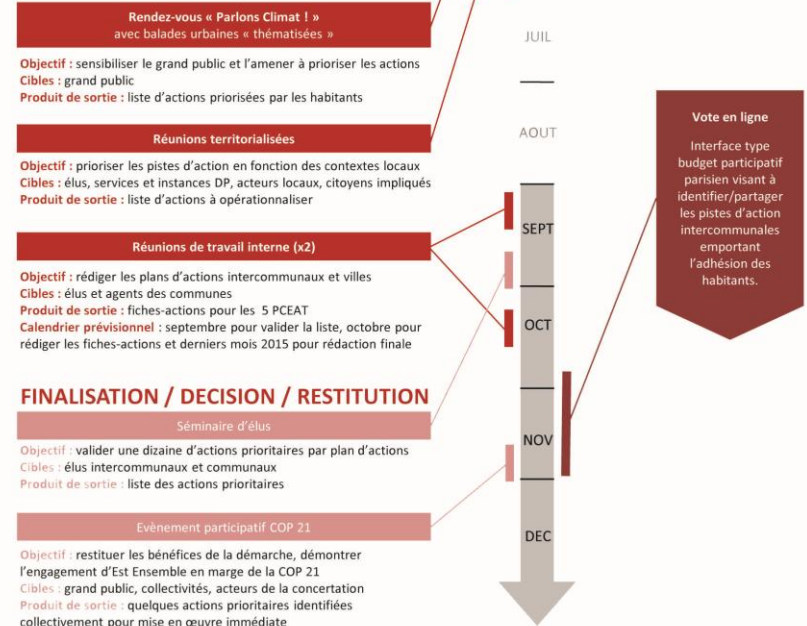 Rendez-vous « Parlons Climat ! »
avec balades urbaines « thématisées »
Objectif : sensibiliser le grand public et l'amener à prioriser les actions
Cibles : grand public
Produit de sortie : liste d'actions priorisées par les habitants
Réunions territorialisées
Objectif : prioriser les pistes d'action en fonction des contextes locaux
Cibles : élus, services et instances DP, acteurs locaux, citoyens impliqués
Produit de sortie : liste d'actions à opérationnaliser
Réunions de travail interne (x2)
Objectif : rédiger les plans d'actions intercommunaux et villes
Cibles : élus et agents des communes
Produit de sortie : fiches-actions pour les 5 PCEAT
Calendrier prévisionnel : septembre pour valider la liste, octobre pour
rédiger les fiches-actions et derniers mois 2015 pour rédaction finale
FINALISATION / DECISION / RESTITUTION
Séminaire d'élus
Objectif : valider une dizaine d'actions prioritaires par plan d'actions
Cibles : élus intercommunaux et communaux
Produit de sortie : liste des actions prioritaires
Evènement participatif COP 21
Objectif : restituer les bénéfices de la démarche, démontrer
l'engagement d'Est Ensemble en marge de la COP 21
Cibles : grand public, collectivités, acteurs de la concertation
Produit de sortie : quelques actions prioritaires identifiées
collectivement pour mise en œuvre immédiate
JUIL
AOUT
SEPT
OCT
NOV
DEC
Vote en ligne
Interface type
budget participatif
parisien visant à
identifier/partager
les pistes d'action
intercommunales
emportant
l'adhésion des
habitants.